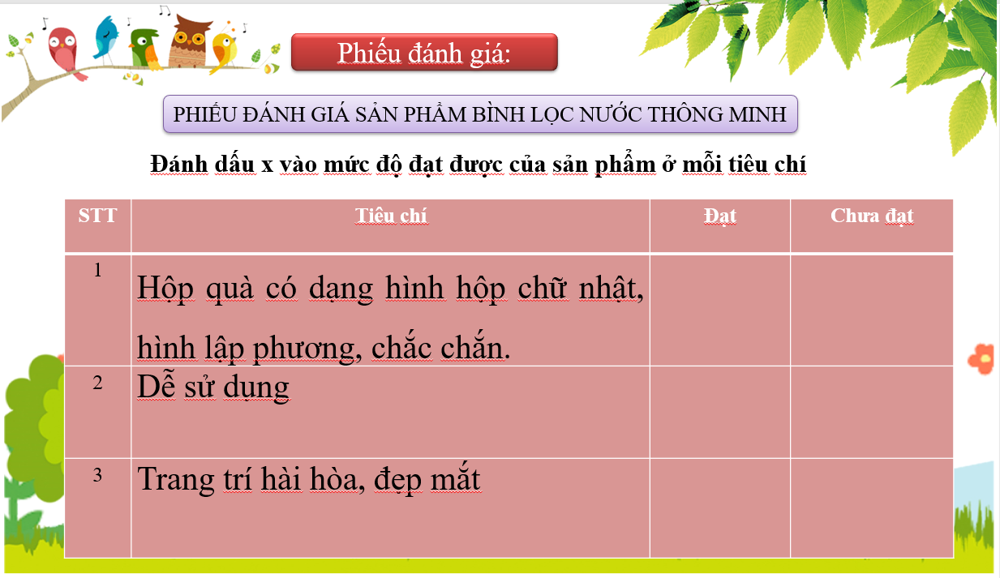 Phiếu đánh giá:
PHIẾU ĐÁNH GIÁ SẢN PHẨM BÌNH LỌC NƯỚC THÔNG MINH
Đánh dấu x vào mức độ đạt được của sản phẩm ở mỗi tiêu chí
STT Tiêu chí Đạt Chưa đạt
1 Hộp quà có dạng hình hộp chữ nhật,
hình lập phương, chắc chắn.
2 Dễ sử dụng
3 Trang trí hài hòa, đẹp mắt